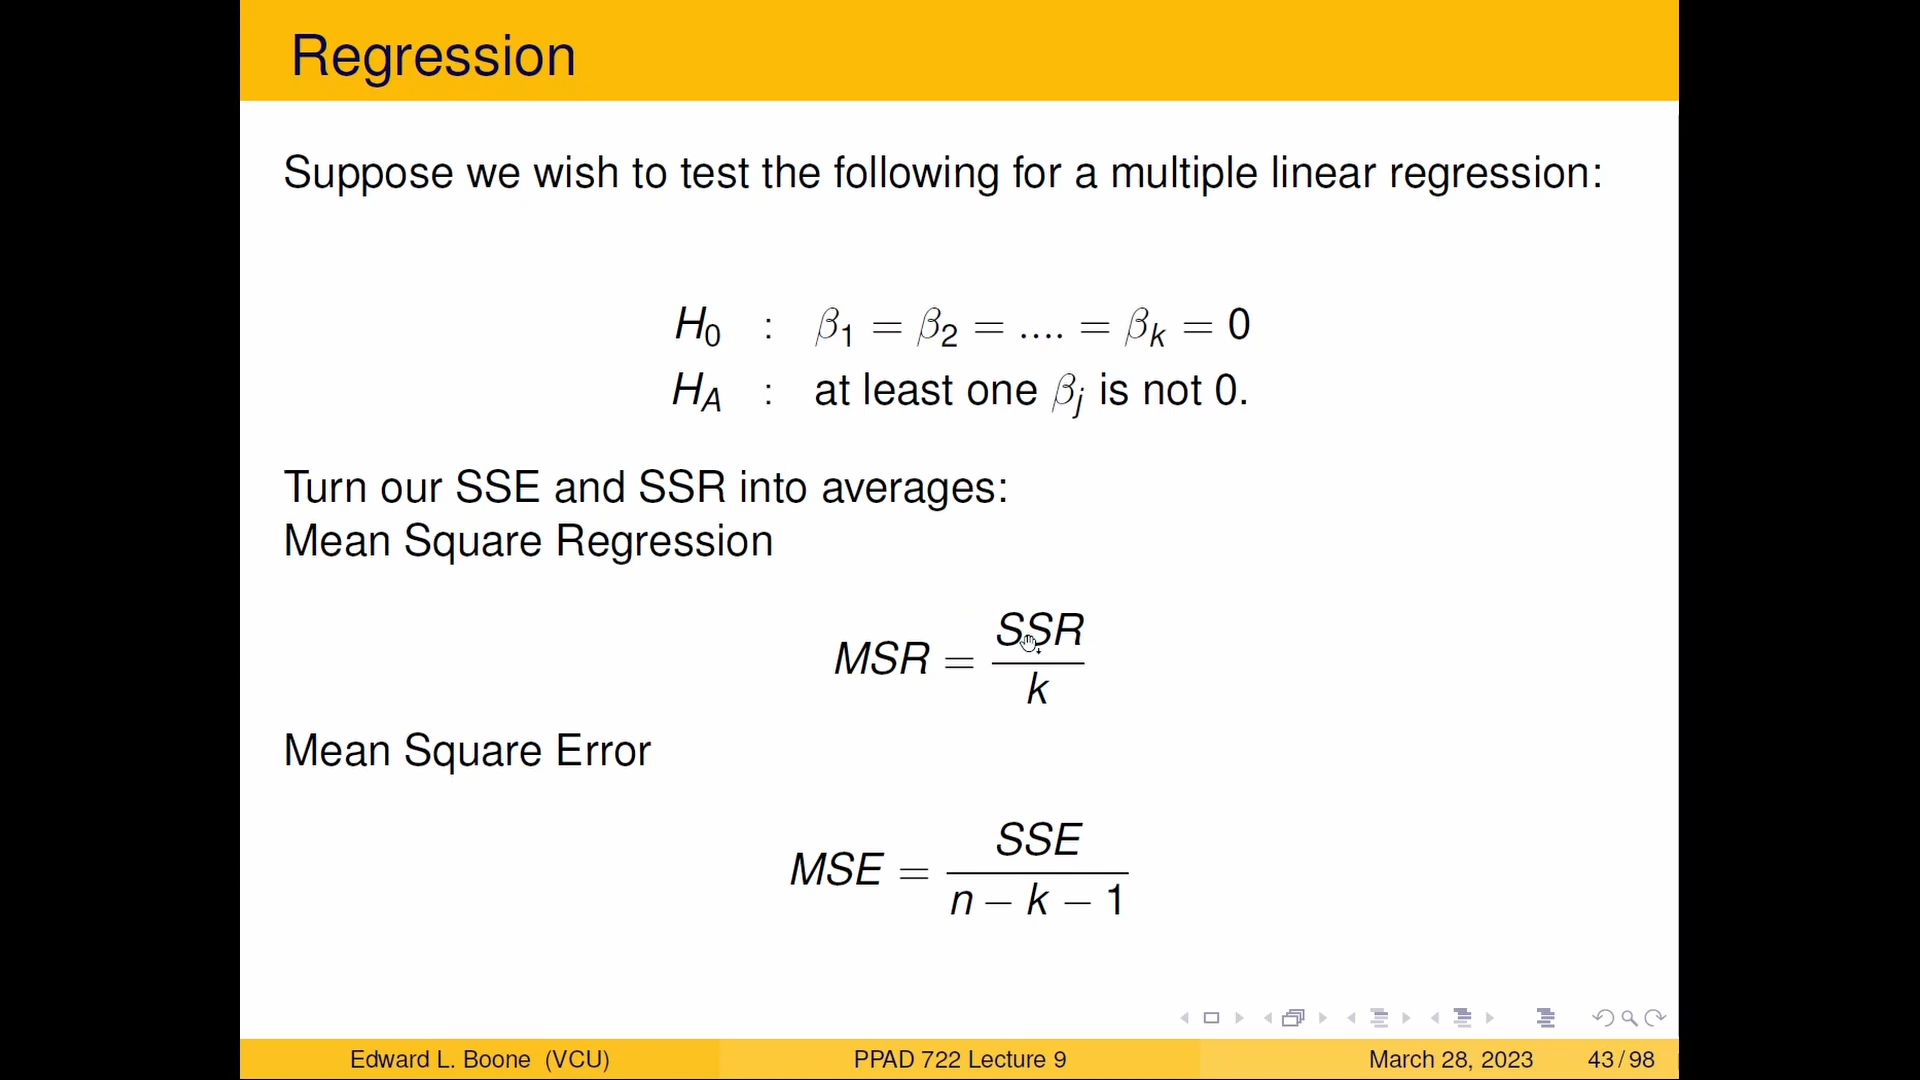 Regression
Suppose we wish to test the following for a multiple linear regression:
H₀ : β₁ = β₂ = .... = βₖ = 0
H_A : at least one βⱼ is not 0.
Turn our SSE and SSR into averages:
Mean Square Regression
MSR = SSR / k
Mean Square Error
MSE = SSE / n − k − 1
Edward L. Boone (VCU) PPAD 722 Lecture 9 March 28, 2023 43 / 98